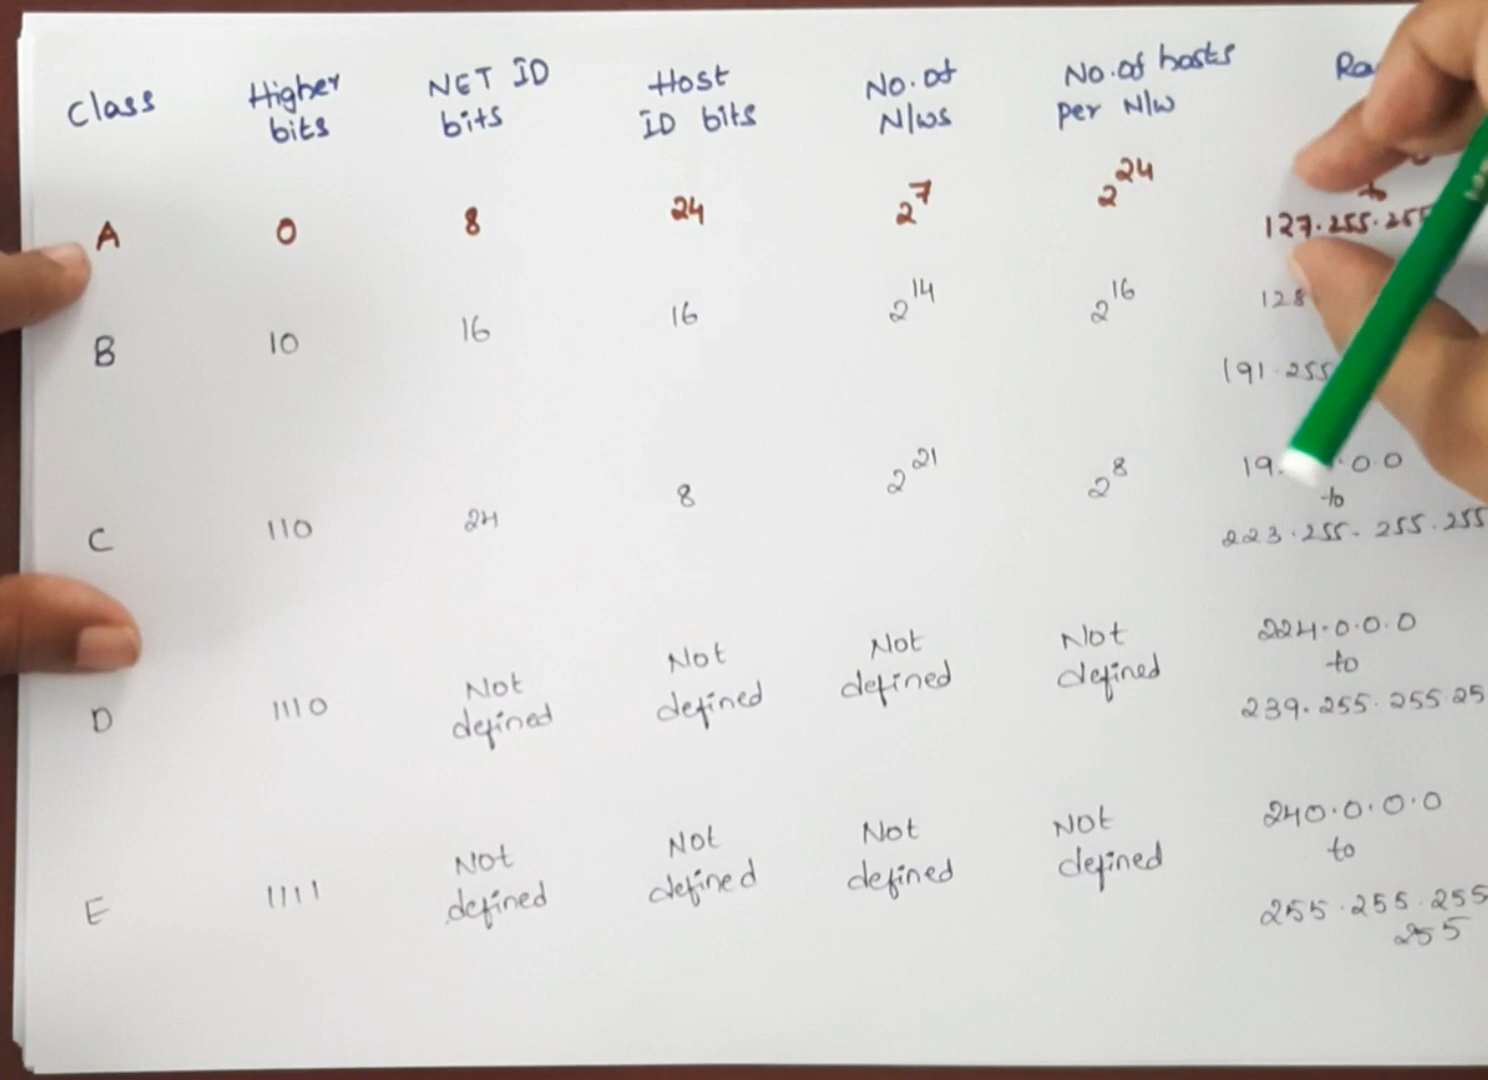 Class Higher bits NET ID bits Host ID bits No. of N/ws No. of hosts per N/w
A 0 8 24 2^7 2^24 to 127.255.255
B 10 16 16 2^14 2^16 128
191.255
C 110 24 8 2^21 2^8 0.0
to
223.255.255.255
D 1110 Not defined Not defined Not defined Not defined 224.0.0.0
to
239.255.255.25
E 1111 Not defined Not defined Not defined Not defined 240.0.0.0
to
255.255.255
255